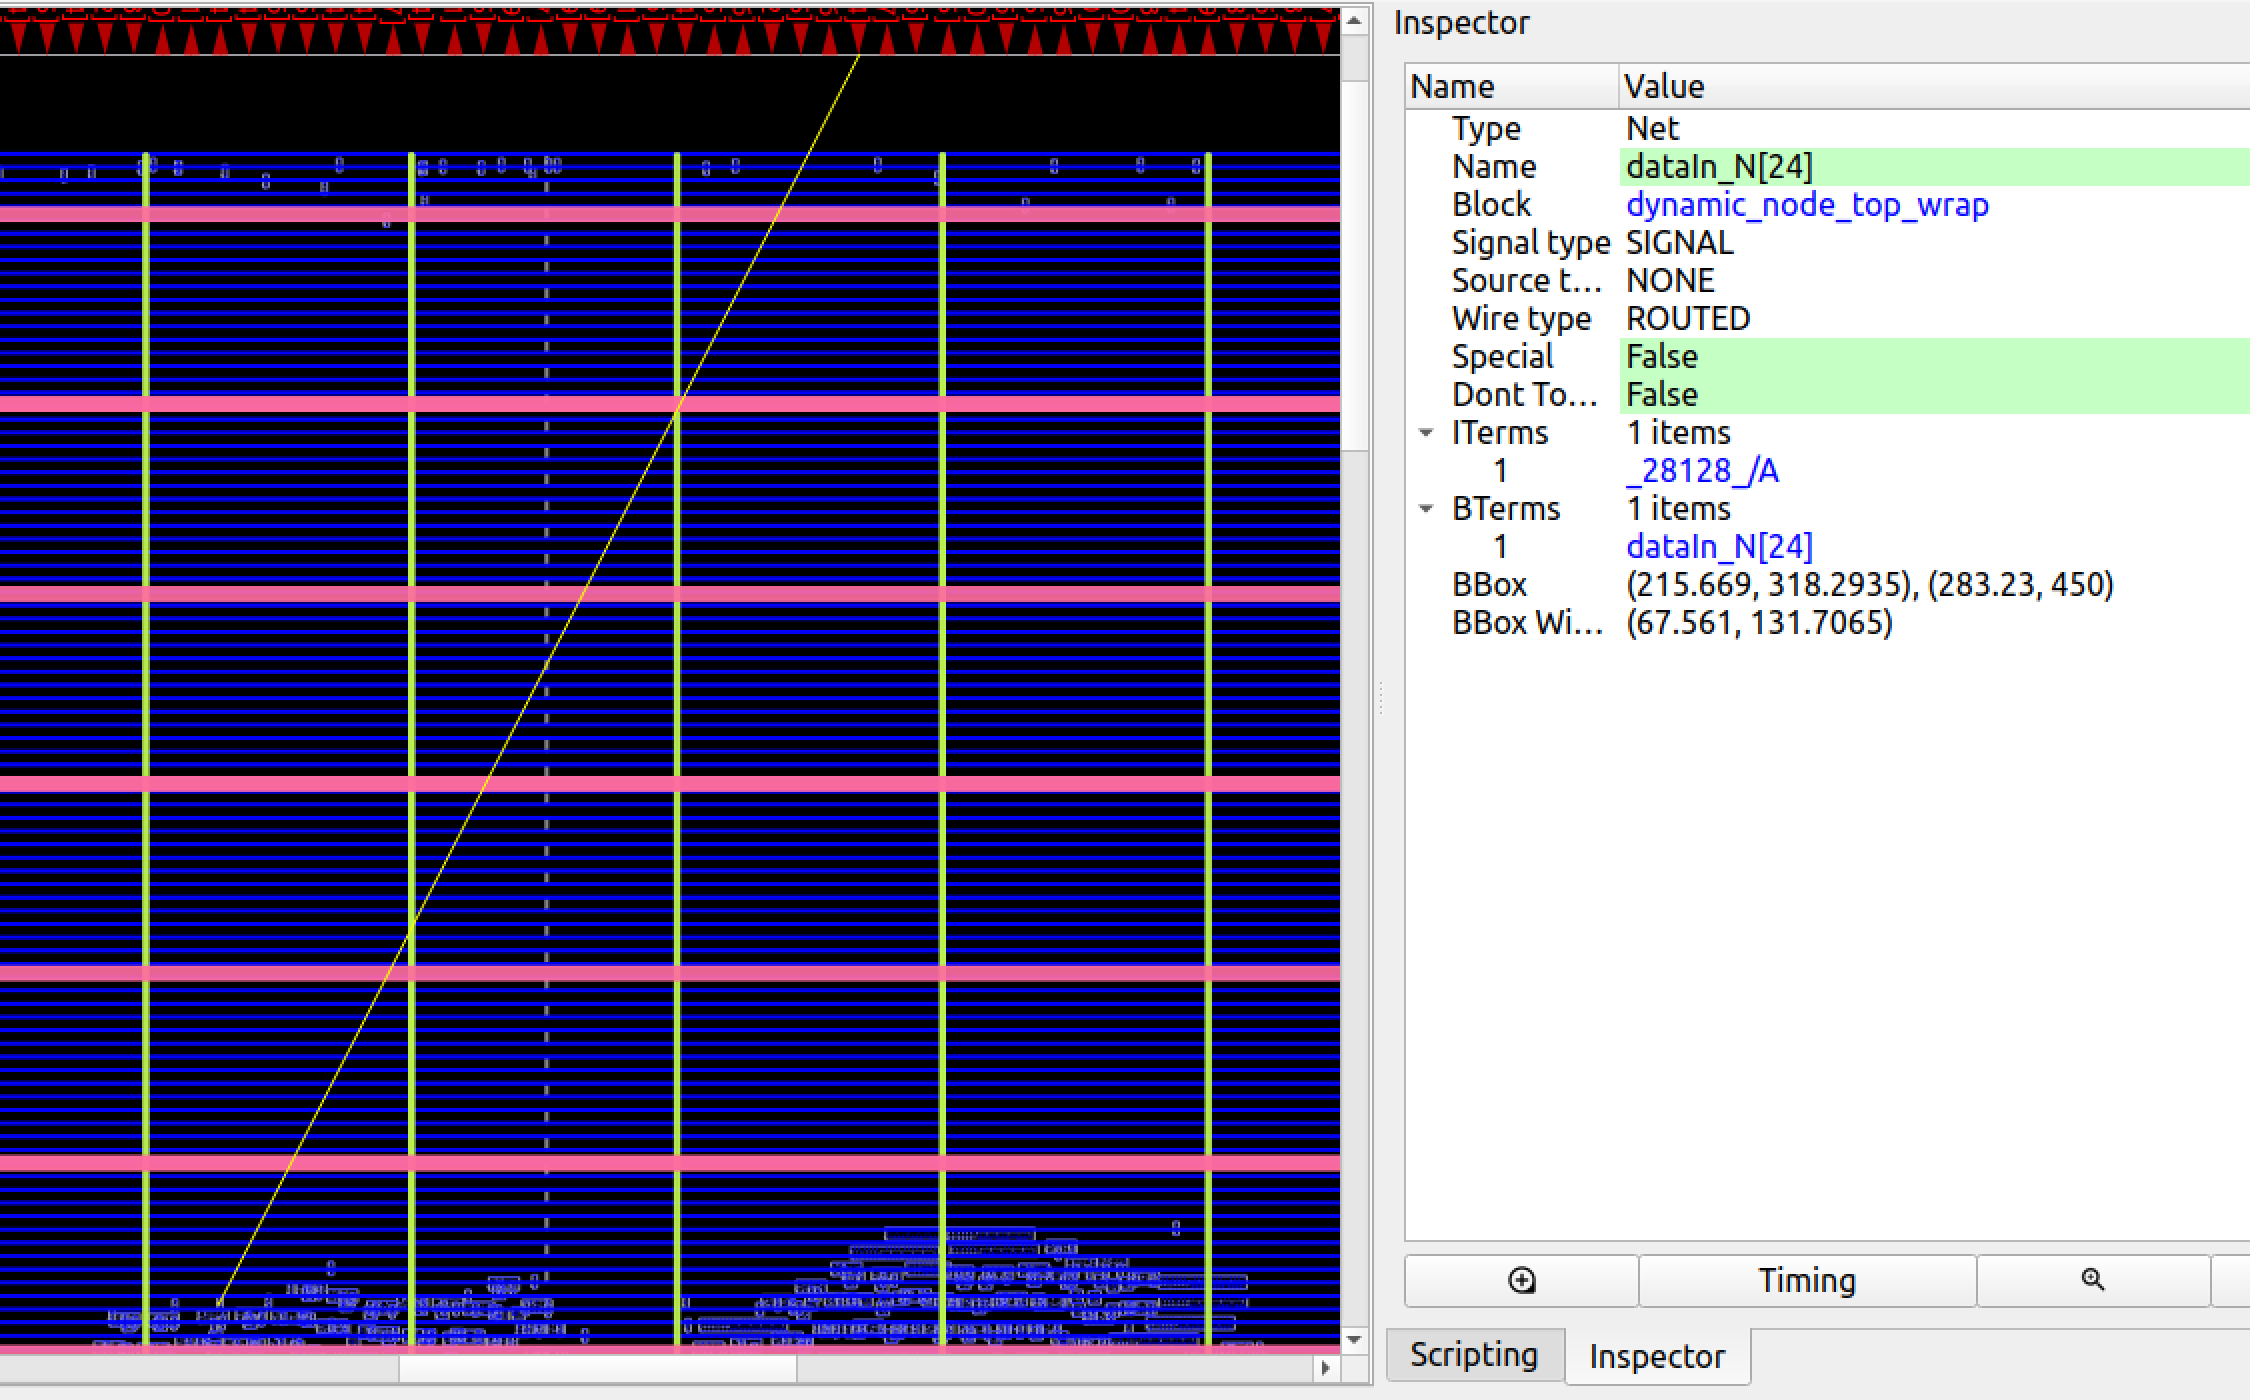 Inspector
Name Value
Type Net
Name dataIn_N[24]
Block dynamic_node_top_wrap
Signal type SIGNAL
Source t... NONE
Wire type ROUTED
Special False
Dont To... False
ITerms 1 items
1 _28128_/A
BTerms 1 items
1 dataIn_N[24]
BBox (215.669, 318.2935), (283.23, 450)
BBox Wi... (67.561, 131.7065)
Timing
Scripting Inspector